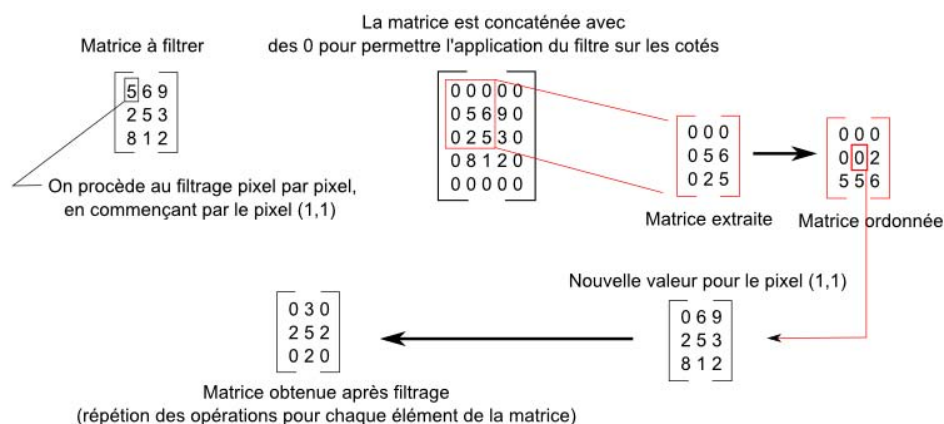 Matrice à filtrer
5 6 9
2 5 3
8 1 2
On procède au filtrage pixel par pixel,
en commençant par le pixel (1,1)
La matrice est concaténée avec
des 0 pour permettre l'application du filtre sur les cotés
0 0 0 0 0
0 5 6 9 0
0 2 5 3 0
0 8 1 2 0
0 0 0 0 0
0 0 0
0 5 6
0 2 5
Matrice extraite
0 0 0
0 0 2
5 5 6
Matrice ordonnée
Nouvelle valeur pour le pixel (1,1)
0 6 9
2 5 3
8 1 2
0 3 0
2 5 2
0 2 0
Matrice obtenue après filtrage
(répétion des opérations pour chaque élément de la matrice)